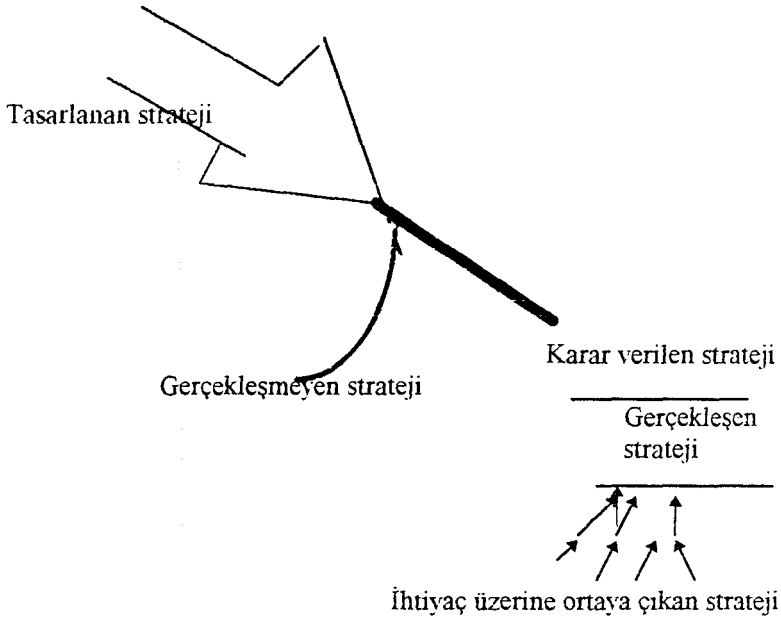 Tasarlanan strateji
Karar verilen strateji
Gerçekleşmeyen strateji
Gerçekleşen
strateji
İhtiyaç üzerine ortaya çıkan strateji